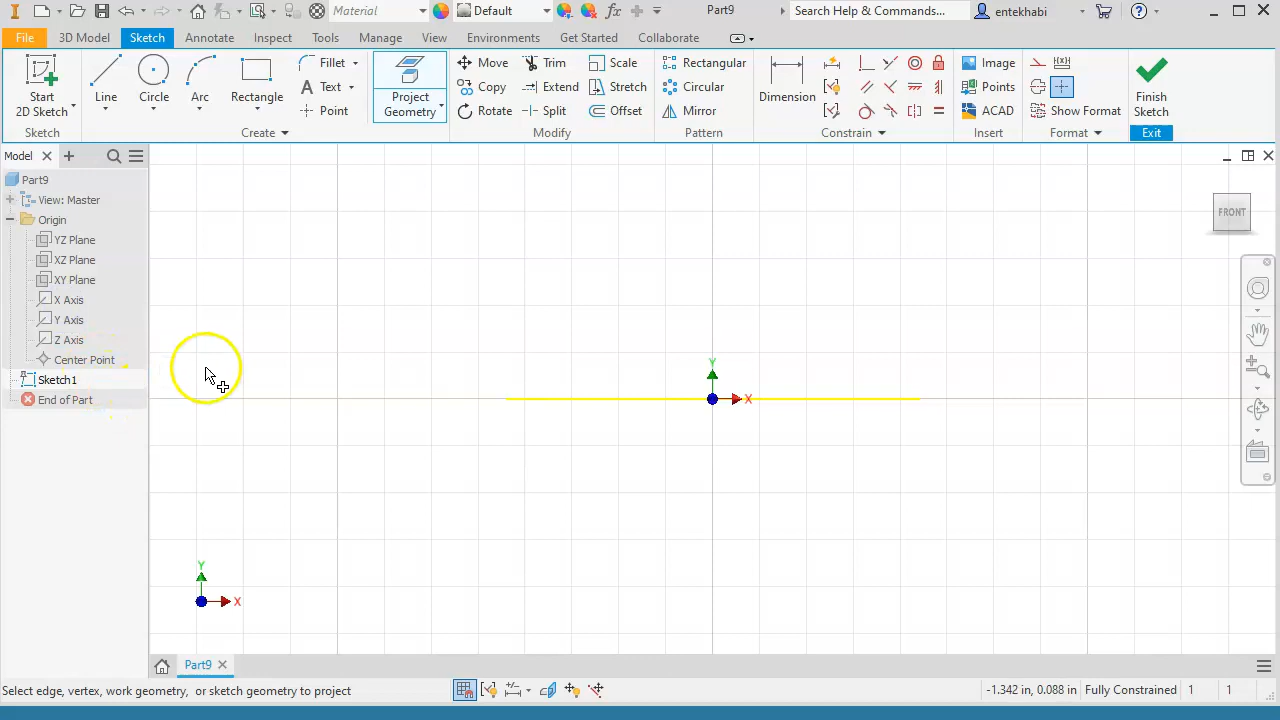 Material Default fx Part9 Search Help & Commands... intekhabi
File 3D Model Sketch Annotate Inspect Tools Manage View Environments Get Started Collaborate
Start
2D Sketch
Line
Circle
Arc
Rectangle
Fillet
Text
Point
Project
Geometry
Move
Copy
Rotate
Trim
Extend
Split
Scale
Stretch
Offset
Rectangular
Circular
Mirror
Dimension
Image
Points
ACAD
Show Format
Finish
Sketch
Sketch Create Modify Pattern Constrain Insert Format Exit
Model
Part9
View: Master
Origin
YZ Plane
XZ Plane
XY Plane
X Axis
Y Axis
Z Axis
Center Point
Sketch1
End of Part
FRONT
Y
X
Y
X
Part9
Select edge, vertex, work geometry, or sketch geometry to project
-1.342 in, 0.088 in Fully Constrained 1 1